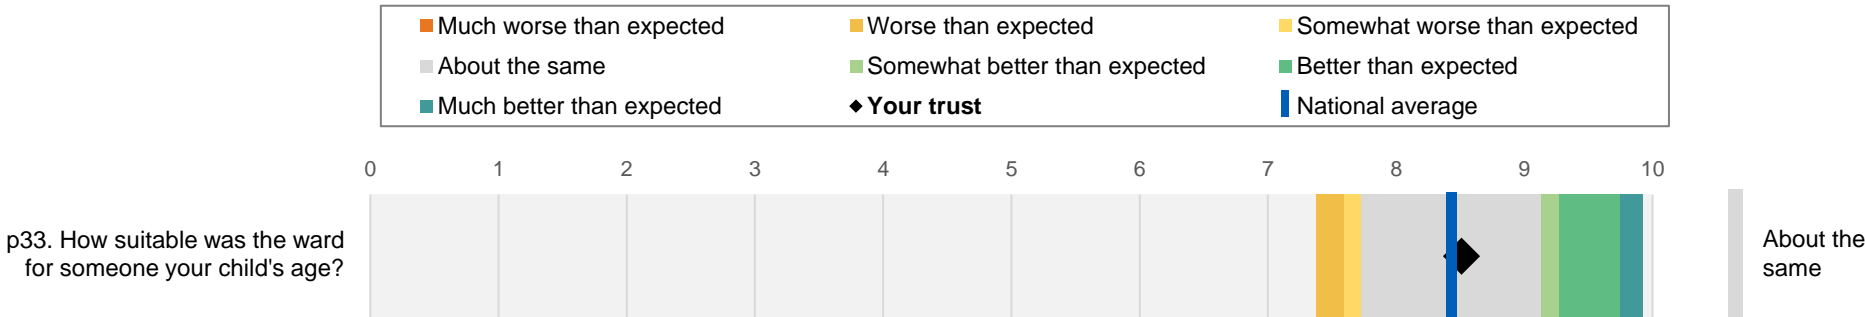 Much worse than expected
Worse than expected
Somewhat worse than expected
About the same
Somewhat better than expected
Better than expected
Much better than expected
Your trust
National average
0 1 2 3 4 5 6 7 8 9 10
p33. How suitable was the ward
for someone your child's age?
About the
same